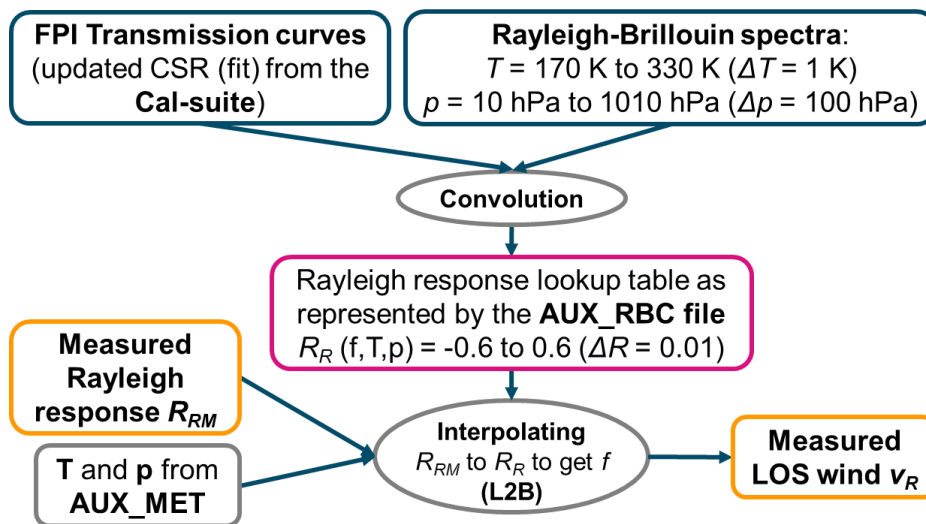 FPI Transmission curves
(updated CSR (fit) from the
Cal-suite)
Rayleigh-Brillouin spectra:
T = 170 K to 330 K (ΔT = 1 K)
p = 10 hPa to 1010 hPa (Δp = 100 hPa)
Convolution
Rayleigh response lookup table as
represented by the AUX_RBC file
R_R (f,T,p) = -0.6 to 0.6 (ΔR = 0.01)
Measured
Rayleigh
response R_RM
T and p from
AUX_MET
Interpolating
R_RM to R_R to get f
(L2B)
Measured
LOS wind v_R